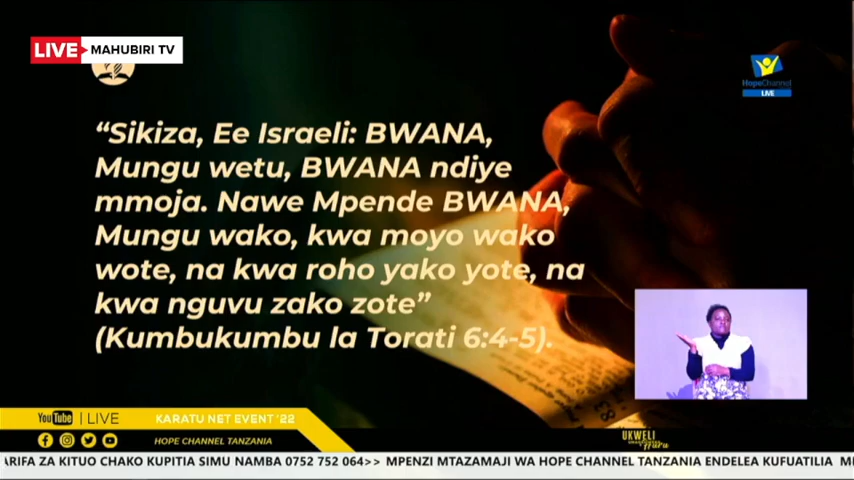 LIVE MAHUBIRI TV
HopeChannel
LIVE
“Sikiza, Ee Israeli: BWANA,
Mungu wetu, BWANA ndiye
mmoja. Nawe Mpende BWANA,
Mungu wako, kwa moyo wako
wote, na kwa roho yako yote, na
kwa nguvu zako zote”
(Kumbukumbu la Torati 6:4-5).
YouTube | LIVE KARATU NET EVENT '22
HOPE CHANNEL TANZANIA
UKWELI
ARIFA ZA KITUO CHAKO KUPITIA SIMU NAMBA 0752 752 064>> MPENZI MTAZAMAJI WA HOPE CHANNEL TANZANIA ENDELEA KUFUATILIA